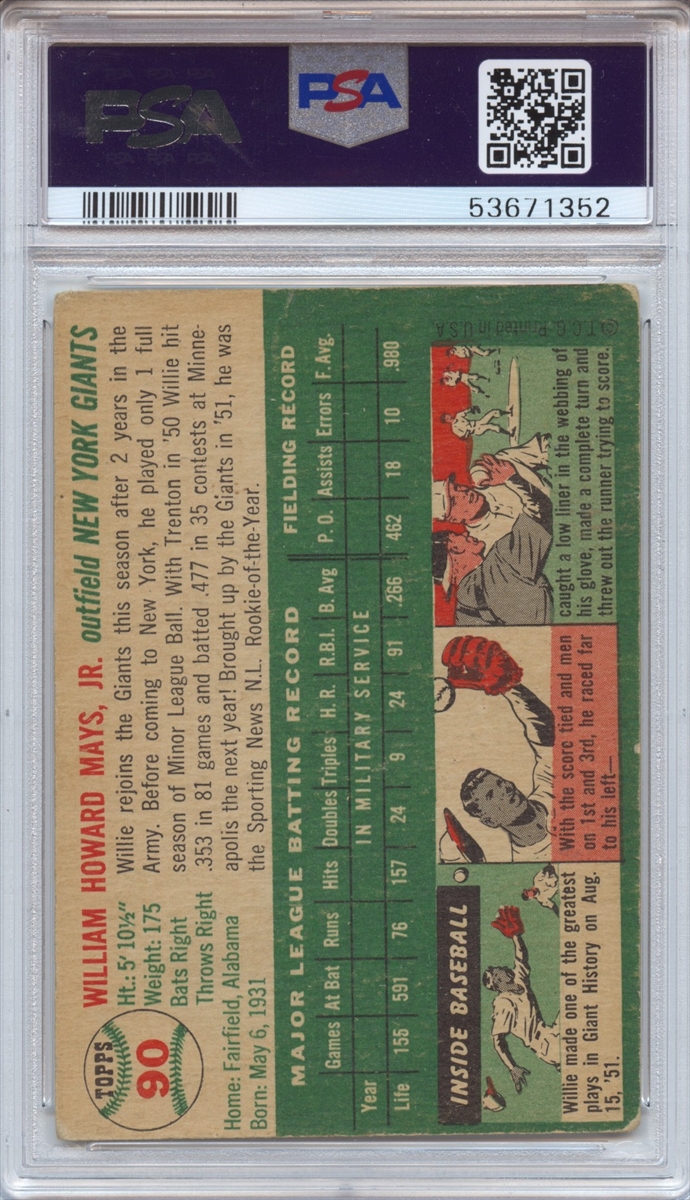 PSA
PSA
53671352
TOPPS
90
WILLIAM HOWARD MAYS, JR. outfield NEW YORK GIANTS
Ht.: 5' 10½"
Weight: 175
Bats Right
Throws Right
Home: Fairfield, Alabama
Born: May 6, 1931
Willie rejoins the Giants this season after 2 years in the
Army. Before coming to New York, he played only 1 full
season of Minor League Ball. With Trenton in '50 Willie hit
.353 in 81 games and batted .477 in 35 contests at Minne-
apolis the next year! Brought up by the Giants in '51, he was
the Sporting News N.L. Rookie-of-the-Year.
MAJOR LEAGUE BATTING RECORD FIELDING RECORD
Games At Bat Runs Hits Doubles Triples H. R. R.B.I. B. Avg P. O. Assists Errors F. Avg.
Year IN MILITARY SERVICE
Life 155 591 76 157 24 9 24 91 .266 462 18 10 .980
INSIDE BASEBALL
Willie made one of the greatest
plays in Giant History on Aug.
15, '51.
With the score tied and men
on 1st and 3rd, he raced far
to his left—
caught a low liner in the webbing of
his glove, made a complete turn and
threw out the runner trying to score.
© T. C. G. Printed in U.S.A.